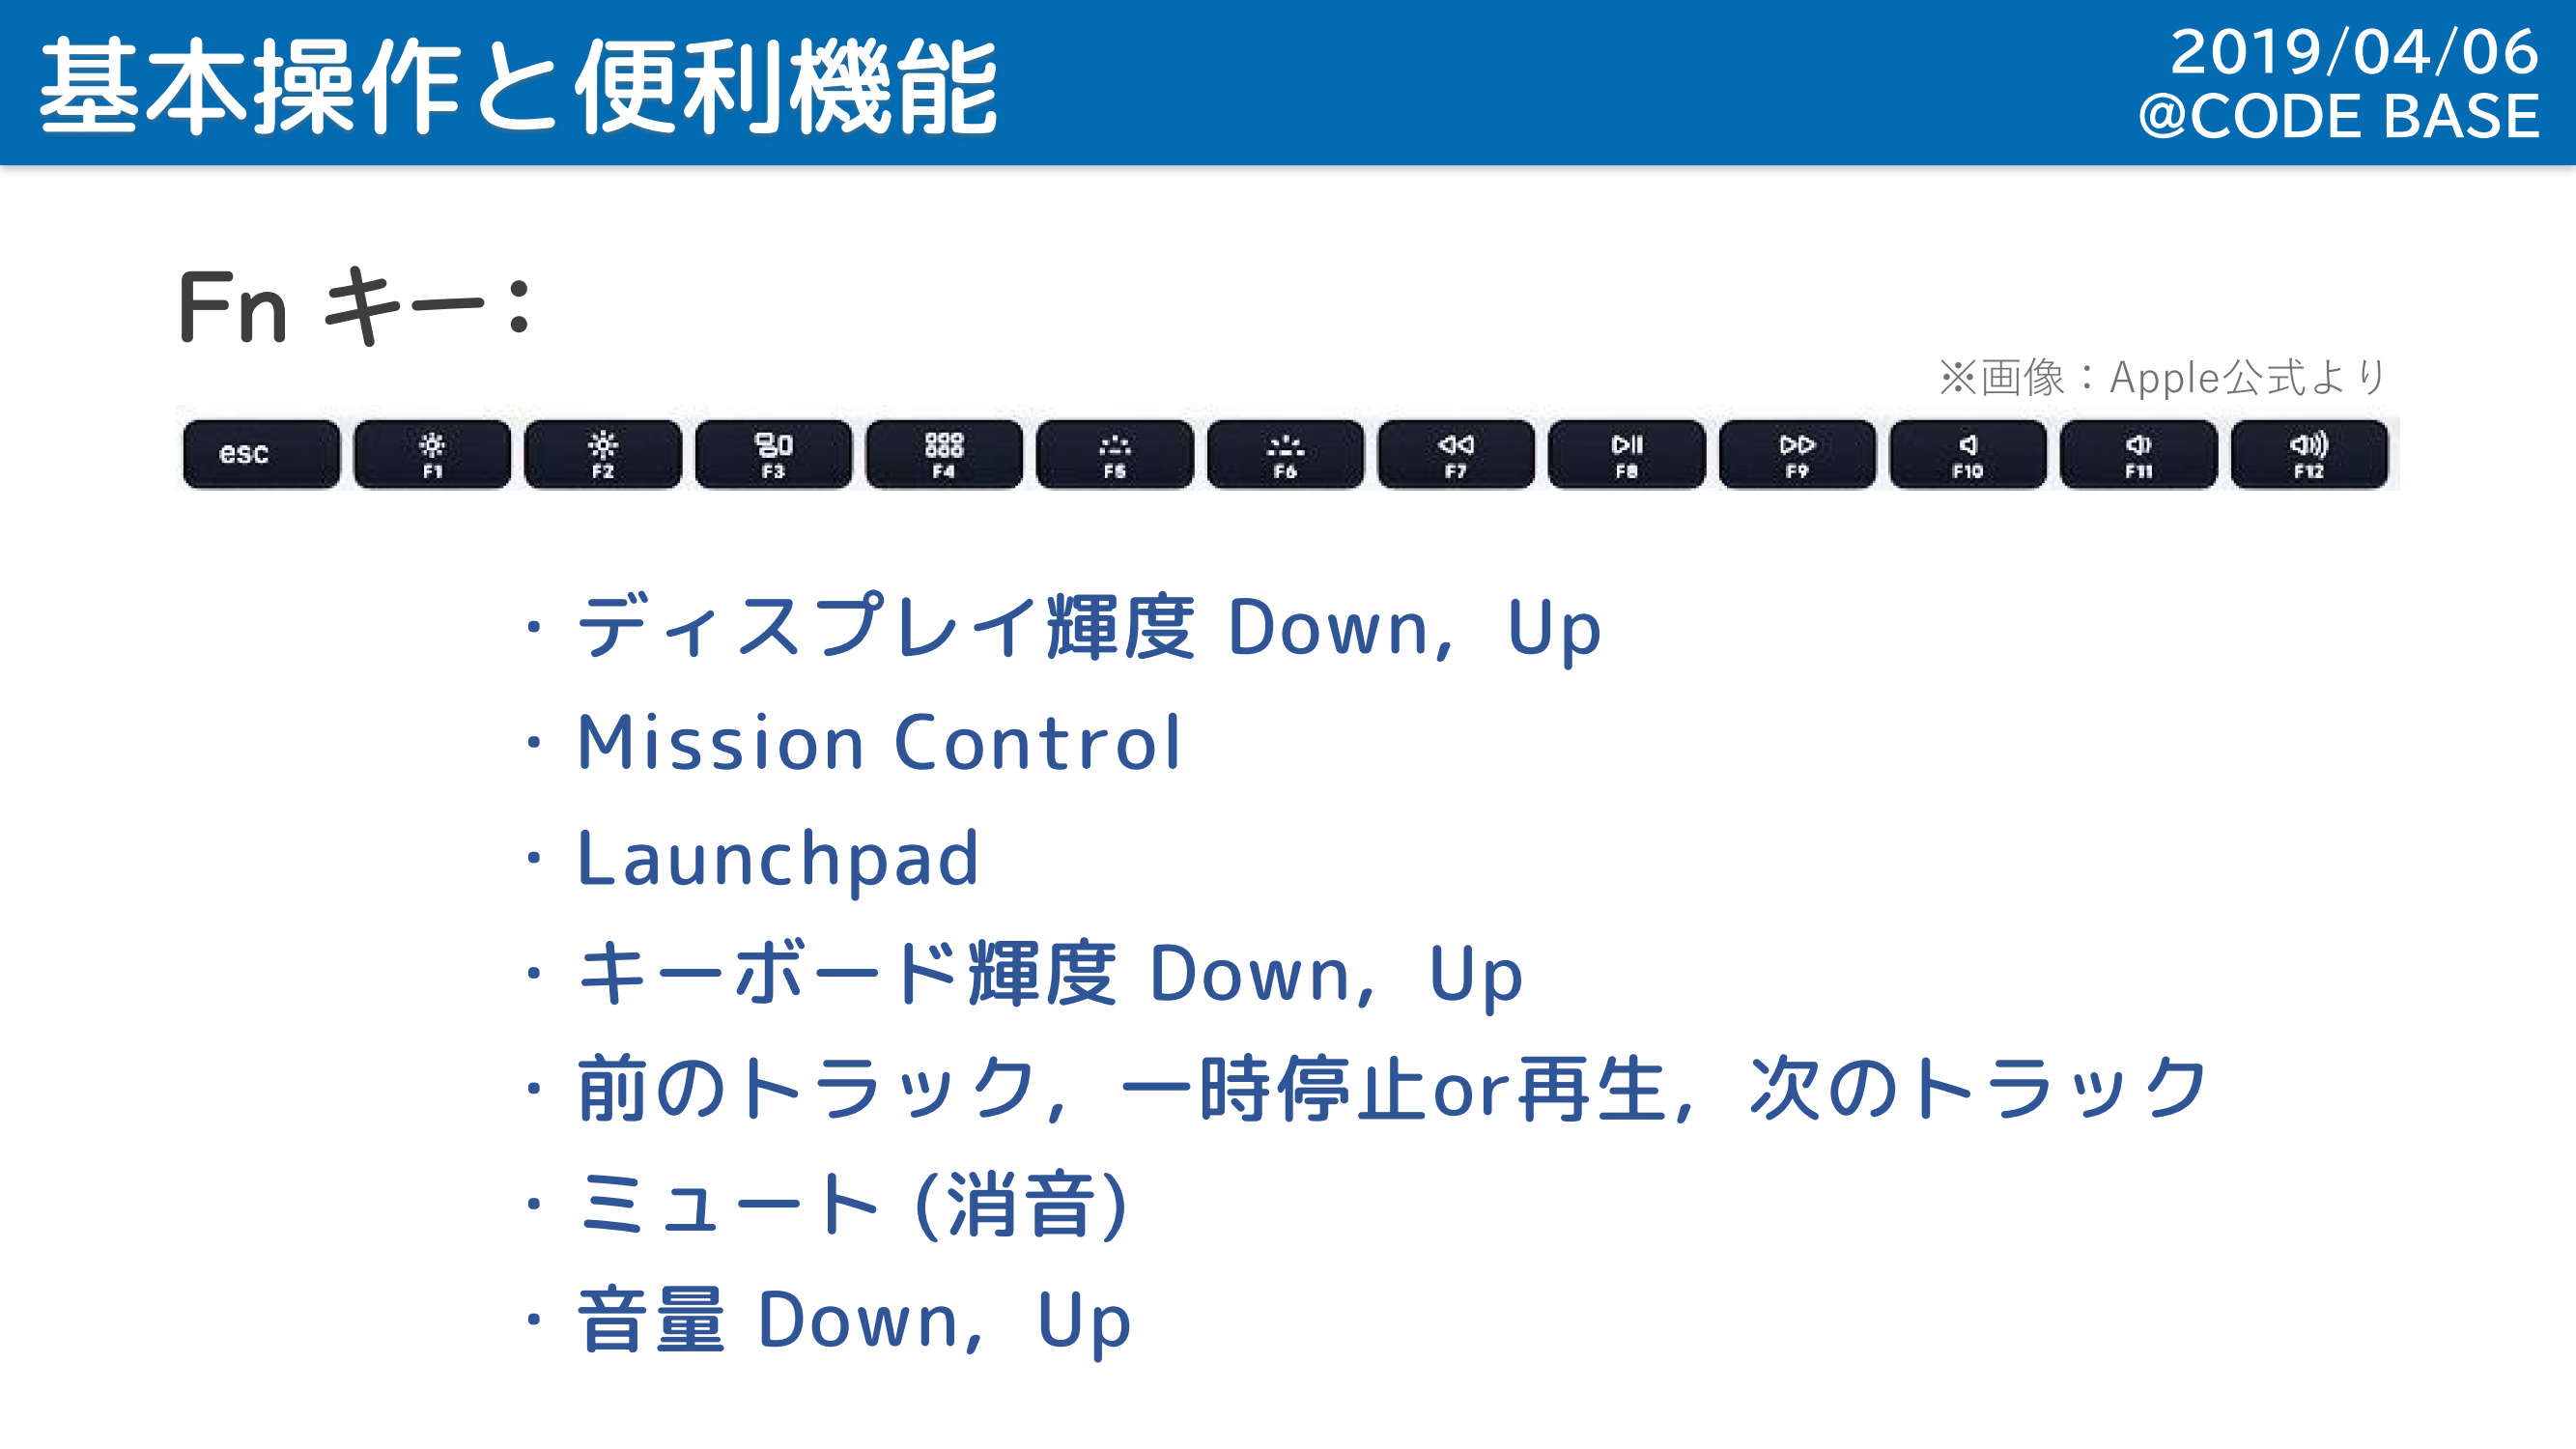 基本操作と便利機能
2019/04/06
@CODE BASE
Fn キー：
※画像：Apple公式より
esc F1 F2 F3 F4 F5 F6 F7 F8 F9 F10 F11 F12
・ディスプレイ輝度 Down, Up
・Mission Control
・Launchpad
・キーボード輝度 Down, Up
・前のトラック, 一時停止or再生, 次のトラック
・ミュート (消音)
・音量 Down, Up